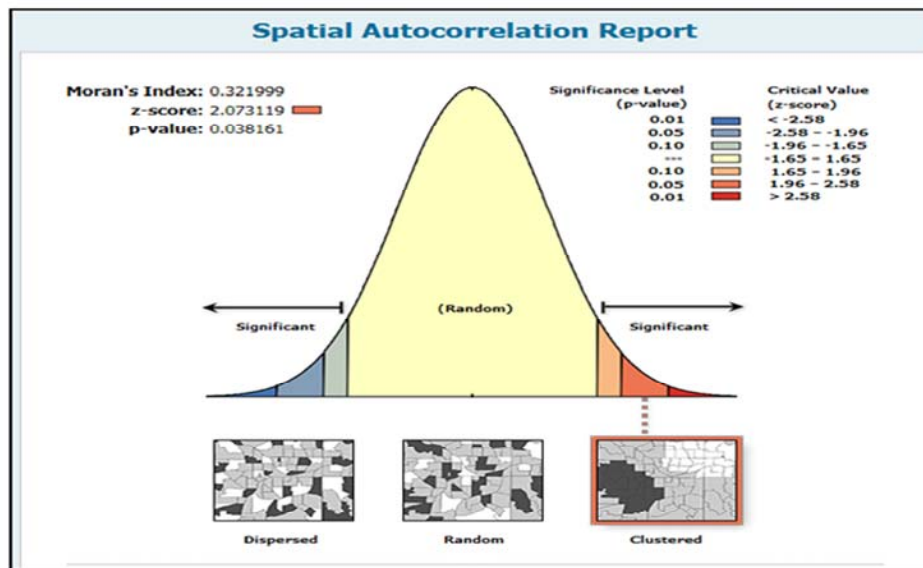 Spatial Autocorrelation Report
Moran's Index: 0.321999
z-score: 2.073119
p-value: 0.038161
Significance Level
(p-value)
0.01
0.05
0.10
---
0.10
0.05
0.01
Critical Value
(z-score)
< -2.58
-2.58 – -1.96
-1.96 – -1.65
-1.65 – 1.65
1.65 – 1.96
1.96 – 2.58
> 2.58
Significant
(Random)
Significant
Dispersed
Random
Clustered